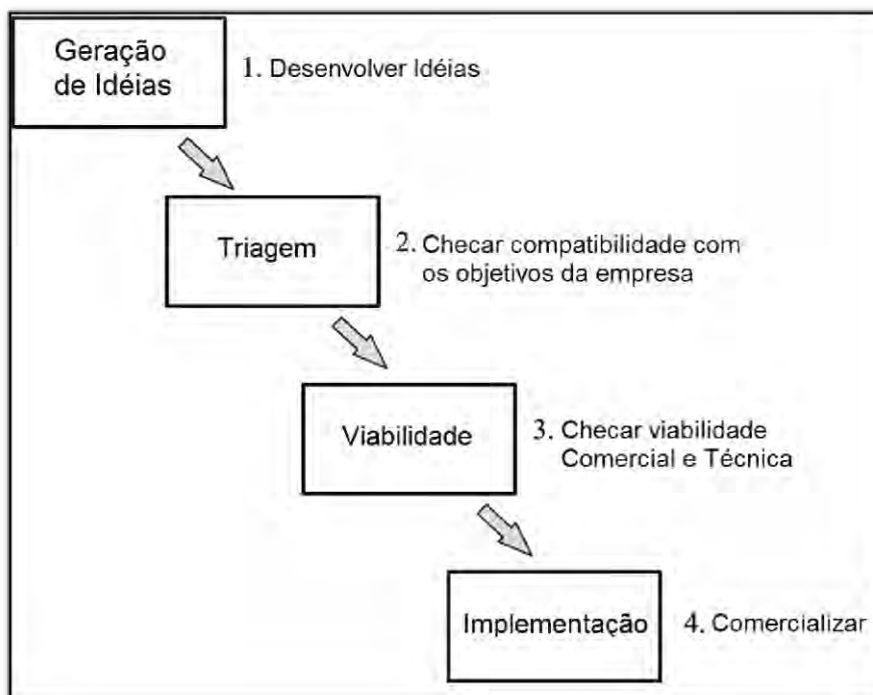 Geração
de Idéias
1. Desenvolver Idéias
Triagem
2. Checar compatibilidade com
os objetivos da empresa
Viabilidade
3. Checar viabilidade
Comercial e Técnica
Implementação
4. Comercializar